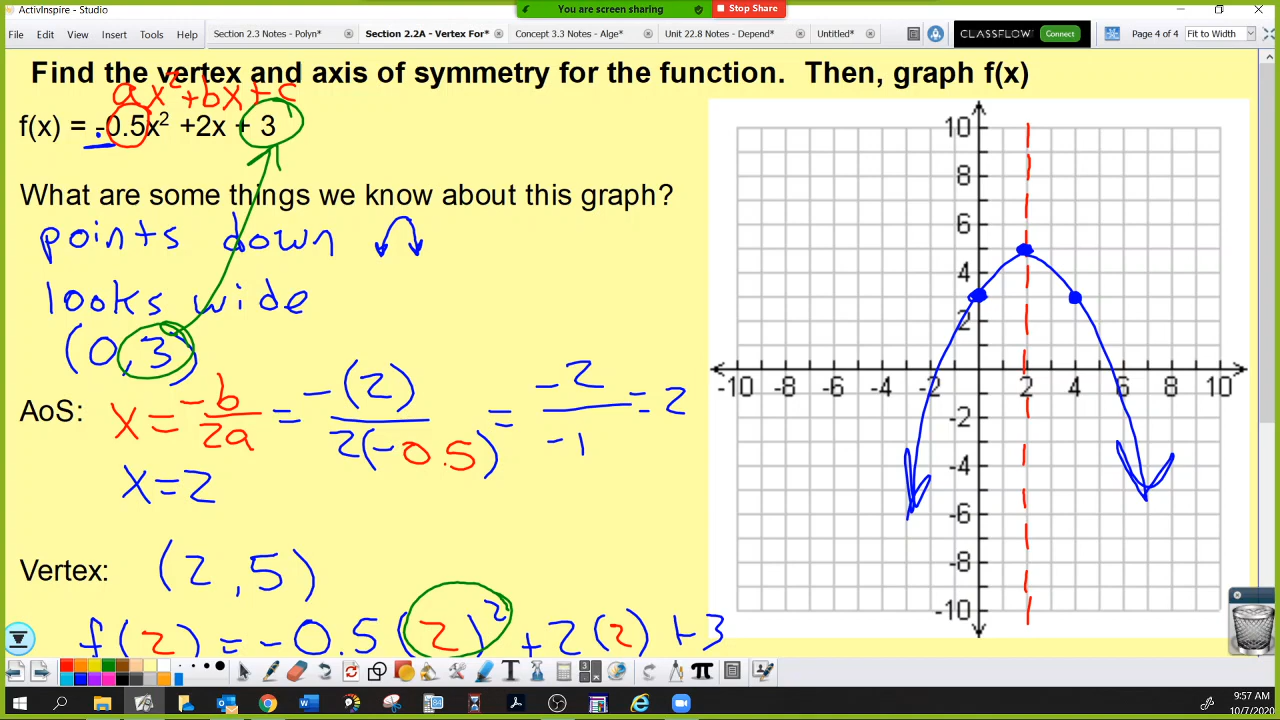 ActivInspire - Studio
You are screen sharing
Stop Share
File Edit View Insert Tools Help
Section 2.3 Notes - Polyn*
Section 2.2A - Vertex For*
Concept 3.3 Notes - Alge*
Unit 22.8 Notes - Depend*
Untitled*
CLASSFLOW Connect
Page 4 of 4
Fit to Width
Find the vertex and axis of symmetry for the function. Then, graph f(x)
ax²+bx+c
f(x) = -0.5x² +2x + 3
What are some things we know about this graph?
points down
looks wide
(0,3)
AoS: x = -b/2a = -(2)/2(-0.5) = -2/-1 = 2
x=2
Vertex: (2,5)
f(2) = -0.5(2)² +2(2) +3
10
8
6
4
2
-10 -8 -6 -4 -2 2 4 6 8 10
-2
-4
-6
-8
-10
9:57 AM
10/7/2020